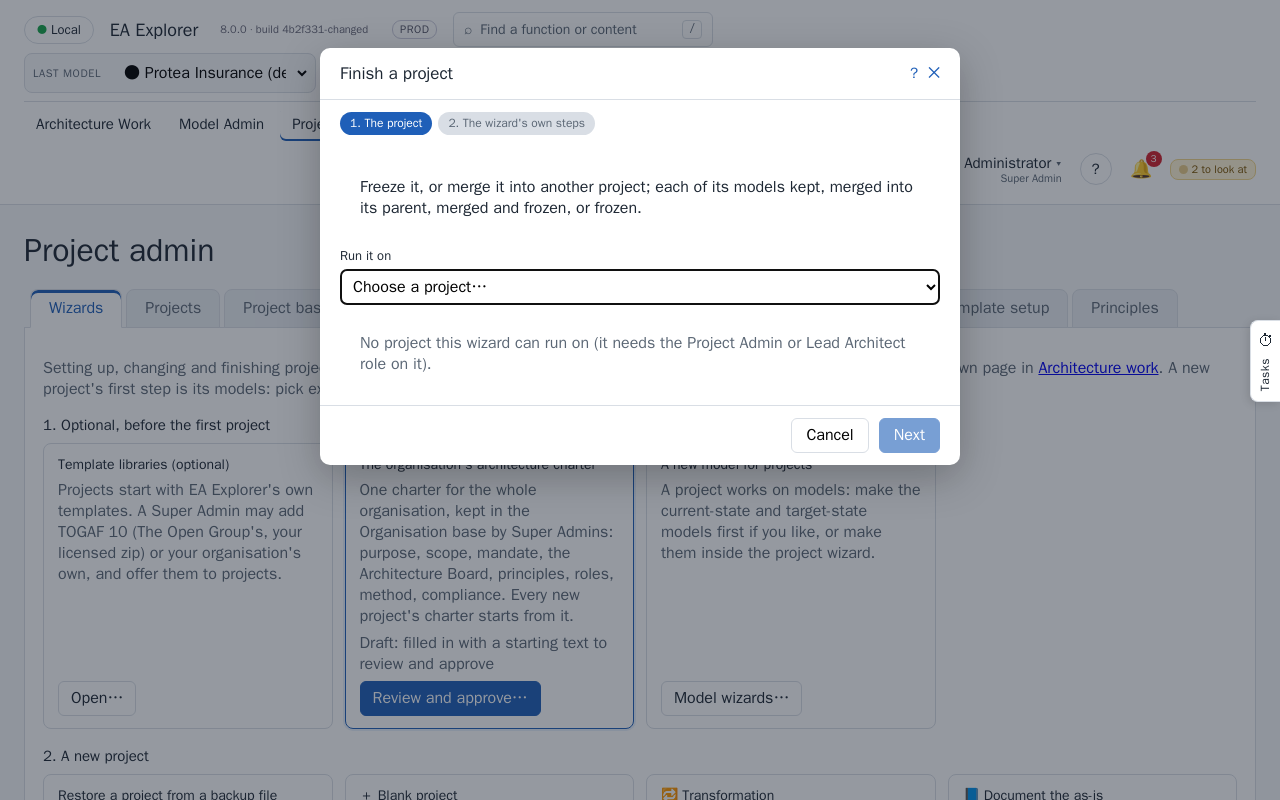 Local
EA Explorer
8.0.0 · build 4b2f331-changed
PROD
Find a function or content
/
LAST MODEL
Protea Insurance (de
Architecture Work
Model Admin
Administrator
Super Admin
?
3
2 to look at
Finish a project
?
1. The project
2. The wizard's own steps
Freeze it, or merge it into another project; each of its models kept, merged into
its parent, merged and frozen, or frozen.
Run it on
Choose a project···
No project this wizard can run on (it needs the Project Admin or Lead Architect
role on it).
Cancel
Next
Project admin
Wizards
Projects
Project bas
mplate setup
Principles
Tasks
Setting up, changing and finishing proje
wn page in Architecture work. A new
project's first step is its models: pick ex
1. Optional, before the first project
Template libraries (optional)
Projects start with EA Explorer's own
templates. A Super Admin may add
TOGAF 10 (The Open Group's, your
licensed zip) or your organisation's
own, and offer them to projects.
Open···
The organisation's architecture charter
One charter for the whole
organisation, kept in the
Organisation base by Super Admins:
purpose, scope, mandate, the
Architecture Board, principles, roles,
method, compliance. Every new
project's charter starts from it.
Draft: filled in with a starting text to
review and approve
Review and approve···
A new model for projects
A project works on models: make the
current-state and target-state
models first if you like, or make
them inside the project wizard.
Model wizards···
2. A new project
Restore a project from a backup file
+ Blank project
Transformation
Document the as-is